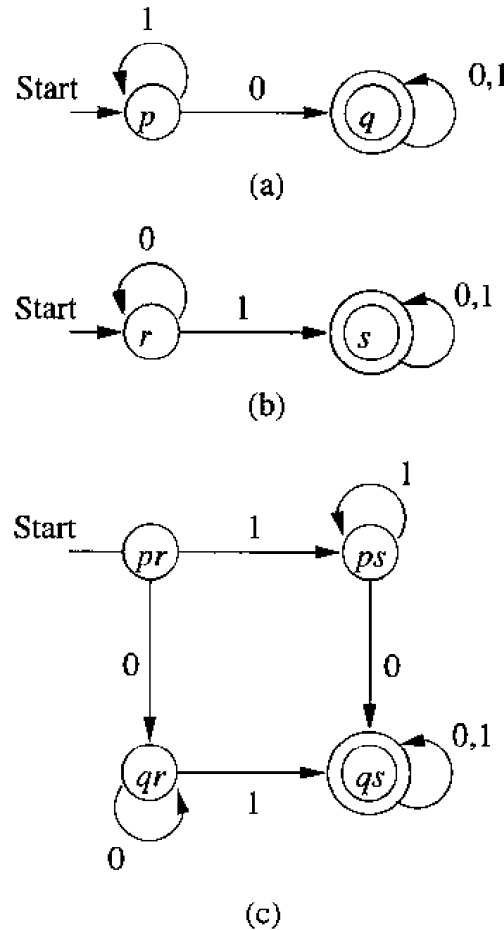 1
Start 0 0,1
p q
(a)
0
Start 1 0,1
r s
(b)
1
Start 1
pr ps
0 0
0,1
qr qs
1
0
(c)